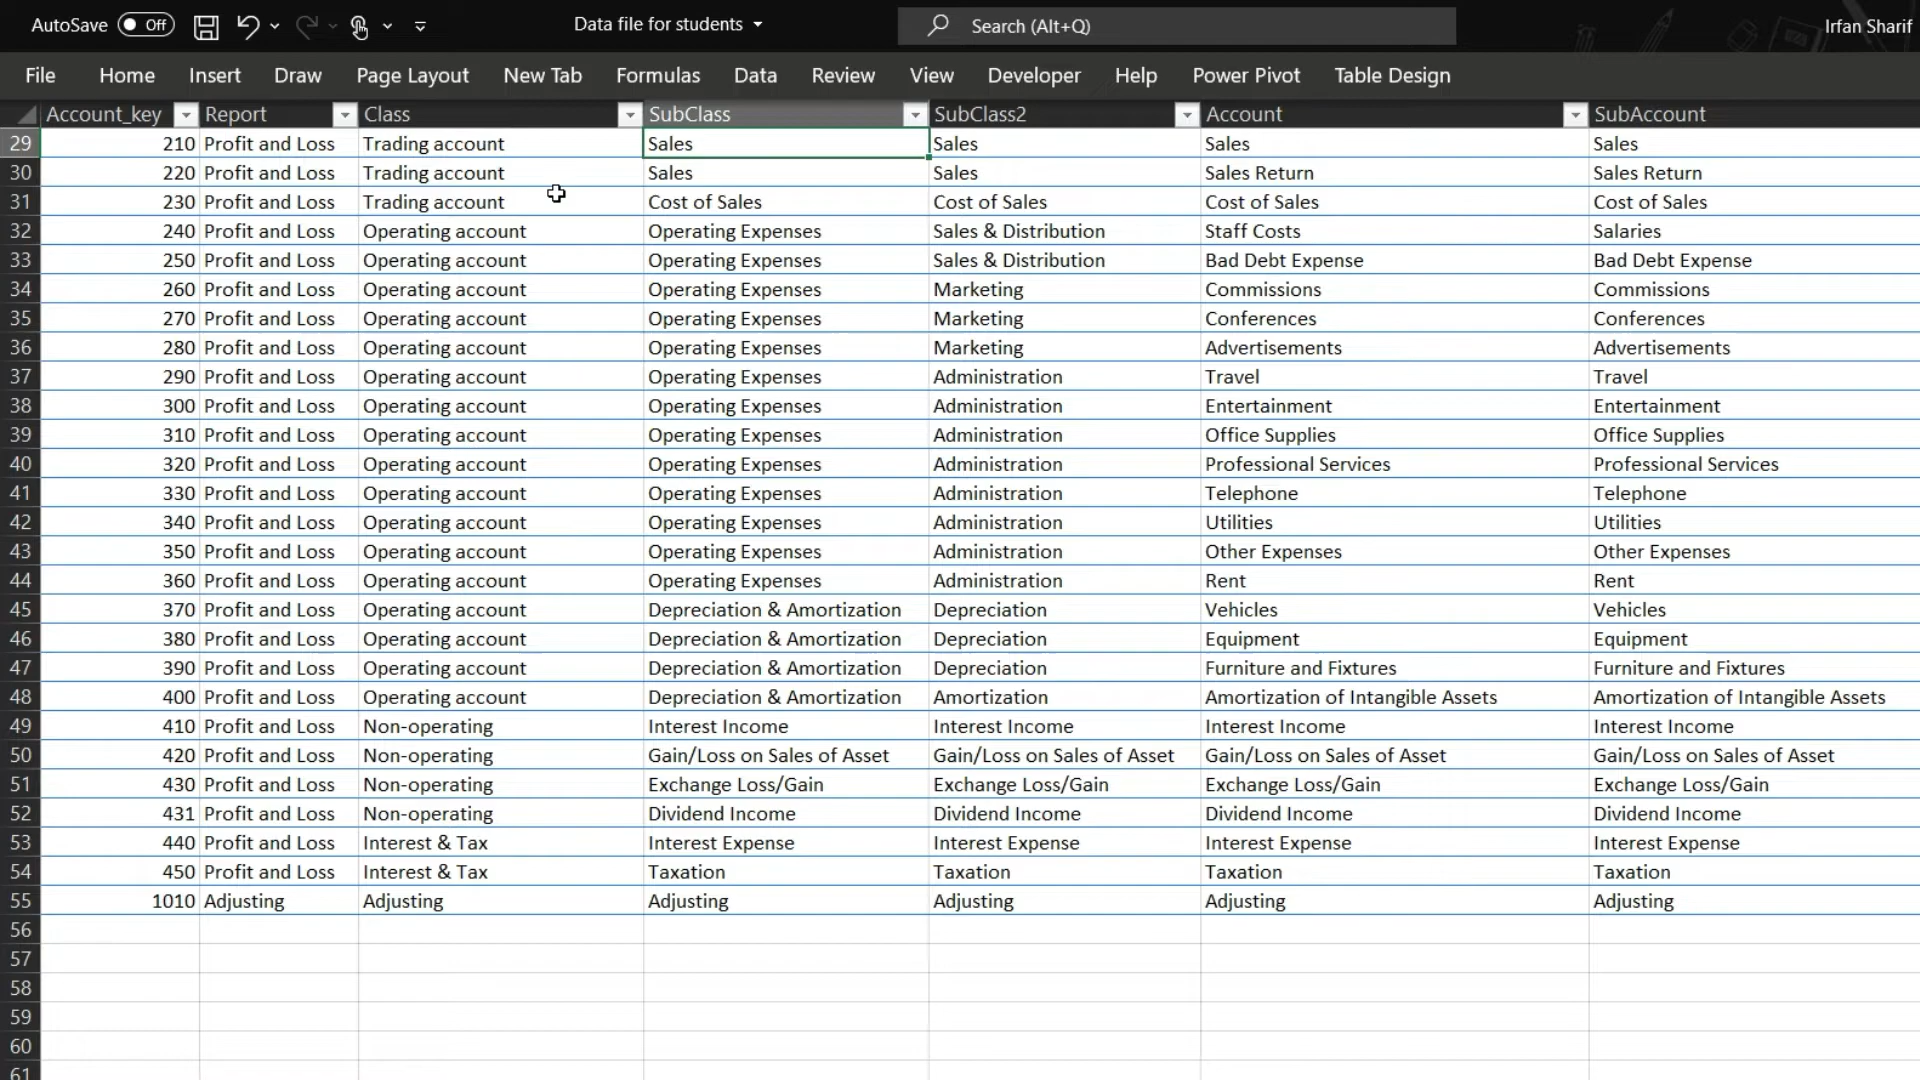 AutoSave Off Data file for students Search (Alt+Q) Irfan Sharif
File Home Insert Draw Page Layout New Tab Formulas Data Review View Developer Help Power Pivot Table Design
Account_key Report Class SubClass SubClass2 Account SubAccount
29 210 Profit and Loss Trading account Sales Sales Sales Sales
30 220 Profit and Loss Trading account Sales Sales Sales Return Sales Return
31 230 Profit and Loss Trading account Cost of Sales Cost of Sales Cost of Sales Cost of Sales
32 240 Profit and Loss Operating account Operating Expenses Sales & Distribution Staff Costs Salaries
33 250 Profit and Loss Operating account Operating Expenses Sales & Distribution Bad Debt Expense Bad Debt Expense
34 260 Profit and Loss Operating account Operating Expenses Marketing Commissions Commissions
35 270 Profit and Loss Operating account Operating Expenses Marketing Conferences Conferences
36 280 Profit and Loss Operating account Operating Expenses Marketing Advertisements Advertisements
37 290 Profit and Loss Operating account Operating Expenses Administration Travel Travel
38 300 Profit and Loss Operating account Operating Expenses Administration Entertainment Entertainment
39 310 Profit and Loss Operating account Operating Expenses Administration Office Supplies Office Supplies
40 320 Profit and Loss Operating account Operating Expenses Administration Professional Services Professional Services
41 330 Profit and Loss Operating account Operating Expenses Administration Telephone Telephone
42 340 Profit and Loss Operating account Operating Expenses Administration Utilities Utilities
43 350 Profit and Loss Operating account Operating Expenses Administration Other Expenses Other Expenses
44 360 Profit and Loss Operating account Operating Expenses Administration Rent Rent
45 370 Profit and Loss Operating account Depreciation & Amortization Depreciation Vehicles Vehicles
46 380 Profit and Loss Operating account Depreciation & Amortization Depreciation Equipment Equipment
47 390 Profit and Loss Operating account Depreciation & Amortization Depreciation Furniture and Fixtures Furniture and Fixtures
48 400 Profit and Loss Operating account Depreciation & Amortization Amortization Amortization of Intangible Assets Amortization of Intangible Assets
49 410 Profit and Loss Non-operating Interest Income Interest Income Interest Income Interest Income
50 420 Profit and Loss Non-operating Gain/Loss on Sales of Asset Gain/Loss on Sales of Asset Gain/Loss on Sales of Asset Gain/Loss on Sales of Asset
51 430 Profit and Loss Non-operating Exchange Loss/Gain Exchange Loss/Gain Exchange Loss/Gain Exchange Loss/Gain
52 431 Profit and Loss Non-operating Dividend Income Dividend Income Dividend Income Dividend Income
53 440 Profit and Loss Interest & Tax Interest Expense Interest Expense Interest Expense Interest Expense
54 450 Profit and Loss Interest & Tax Taxation Taxation Taxation Taxation
55 1010 Adjusting Adjusting Adjusting Adjusting Adjusting Adjusting
56
57
58
59
60
61